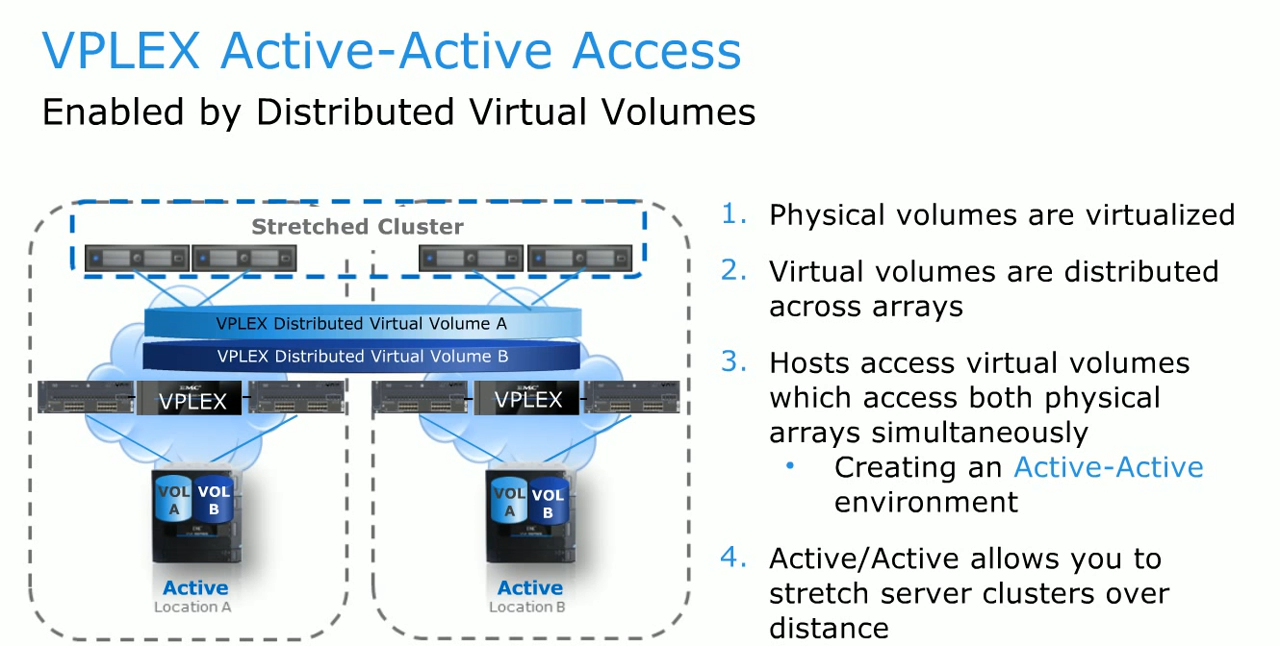 VPLEX Active-Active Access
Enabled by Distributed Virtual Volumes
Stretched Cluster
VPLEX Distributed Virtual Volume A
VPLEX Distributed Virtual Volume B
EMC²
VPLEX
EMC²
VPLEX
VOL
A
VOL
B
VOL
A
VOL
B
Active
Location A
Active
Location B
1. Physical volumes are virtualized
2. Virtual volumes are distributed
across arrays
3. Hosts access virtual volumes
which access both physical
arrays simultaneously
• Creating an Active-Active
environment
4. Active/Active allows you to
stretch server clusters over
distance